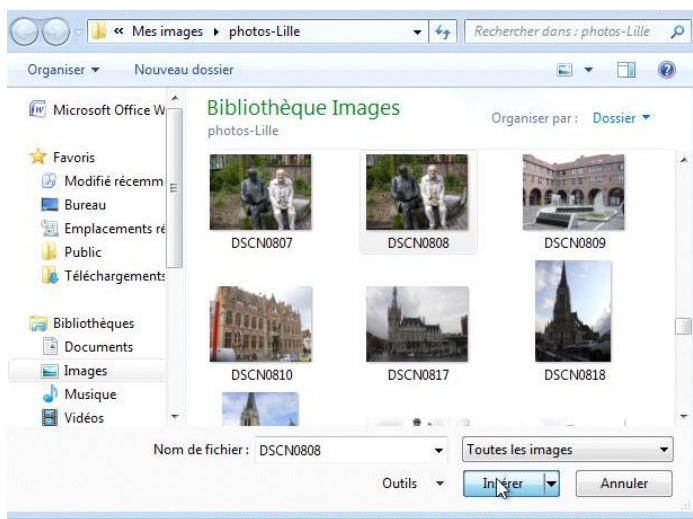 « Mes images ▸ photos-Lille
Rechercher dans : photos-Lille
Organiser ▾ Nouveau dossier
Microsoft Office W
Bibliothèque Images
photos-Lille
Organiser par : Dossier ▾
Favoris
Modifié récemm
Bureau
Emplacements ré
Public
Téléchargements
Bibliothèques
Documents
Images
Musique
Vidéos
DSCN0807 DSCN0808 DSCN0809
DSCN0810 DSCN0817 DSCN0818
Nom de fichier : DSCN0808
Toutes les images
Outils ▾ Insérer Annuler